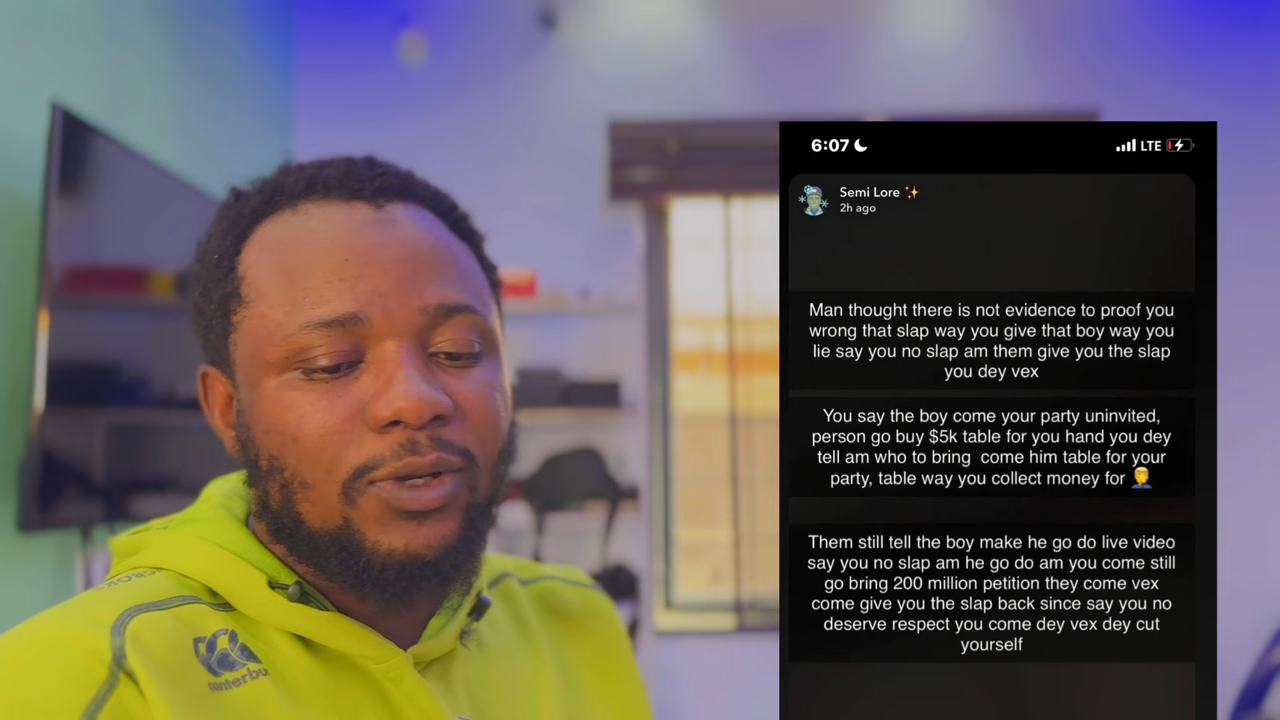 6:07
LTE
Semi Lore
2h ago
Man thought there is not evidence to proof you
wrong that slap way you give that boy way you
lie say you no slap am them give you the slap
you dey vex
You say the boy come your party uninvited,
person go buy $5k table for you hand you dey
tell am who to bring come him table for your
party, table way you collect money for 🤦
Them still tell the boy make he go do live video
say you no slap am he go do am you come still
go bring 200 million petition they come vex
come give you the slap back since say you no
deserve respect you come dey vex dey cut
yourself